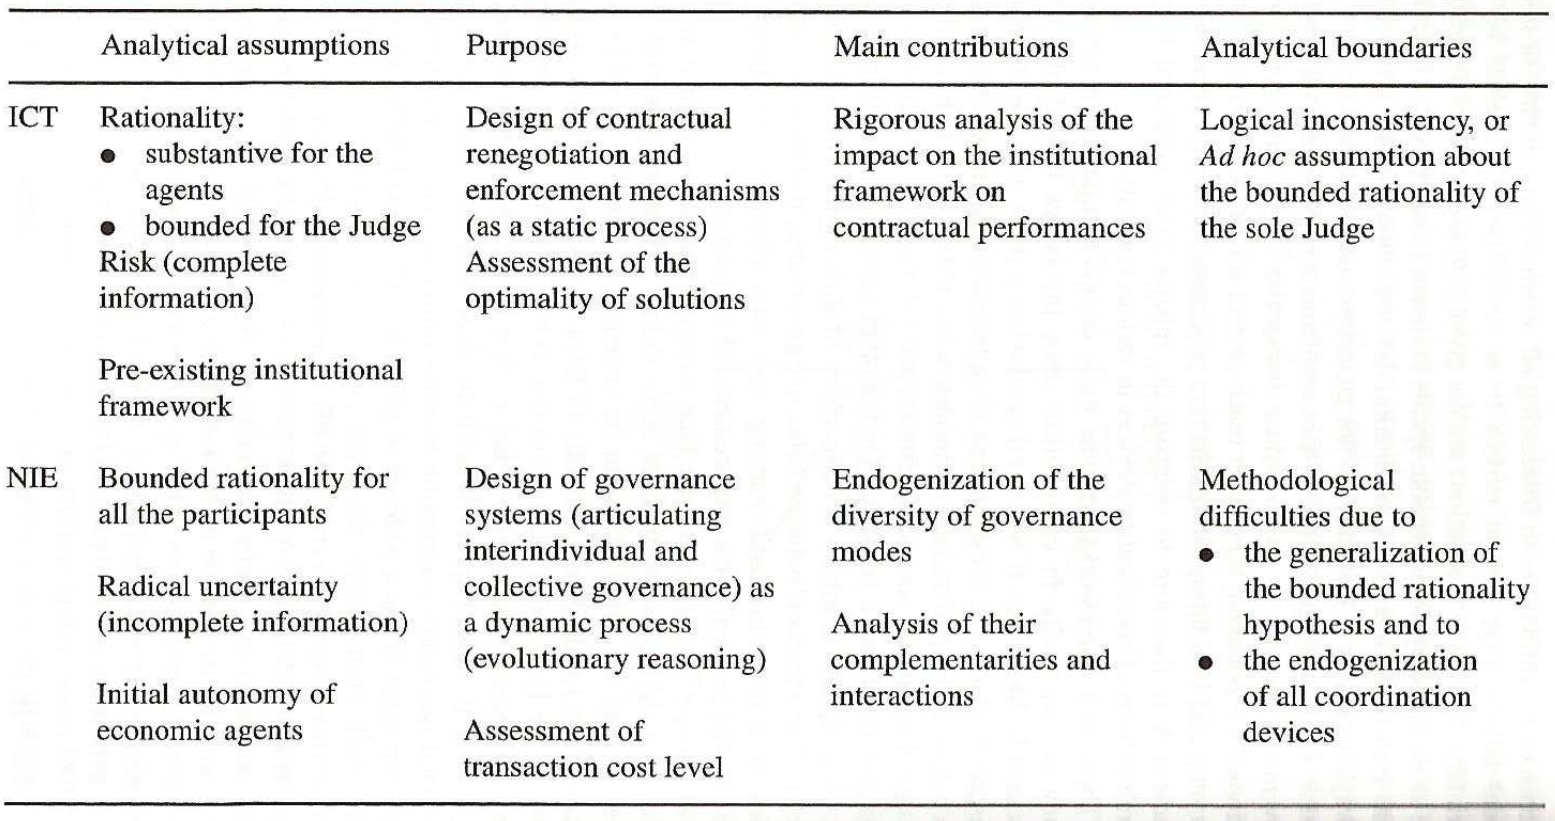 Analytical assumptions Purpose Main contributions Analytical boundaries
ICT Rationality: Design of contractual Rigorous analysis of the Logical inconsistency, or
● substantive for the renegotiation and impact on the institutional Ad hoc assumption about
agents enforcement mechanisms framework on the bounded rationality of
● bounded for the Judge (as a static process) contractual performances the sole Judge
Risk (complete Assessment of the
information) optimality of solutions
Pre-existing institutional
framework
NIE Bounded rationality for Design of governance Endogenization of the Methodological
all the participants systems (articulating diversity of governance difficulties due to
interindividual and modes ● the generalization of
Radical uncertainty collective governance) as the bounded rationality
(incomplete information) a dynamic process Analysis of their hypothesis and to
(evolutionary reasoning) complementarities and ● the endogenization
Initial autonomy of interactions of all coordination
economic agents Assessment of devices
transaction cost level